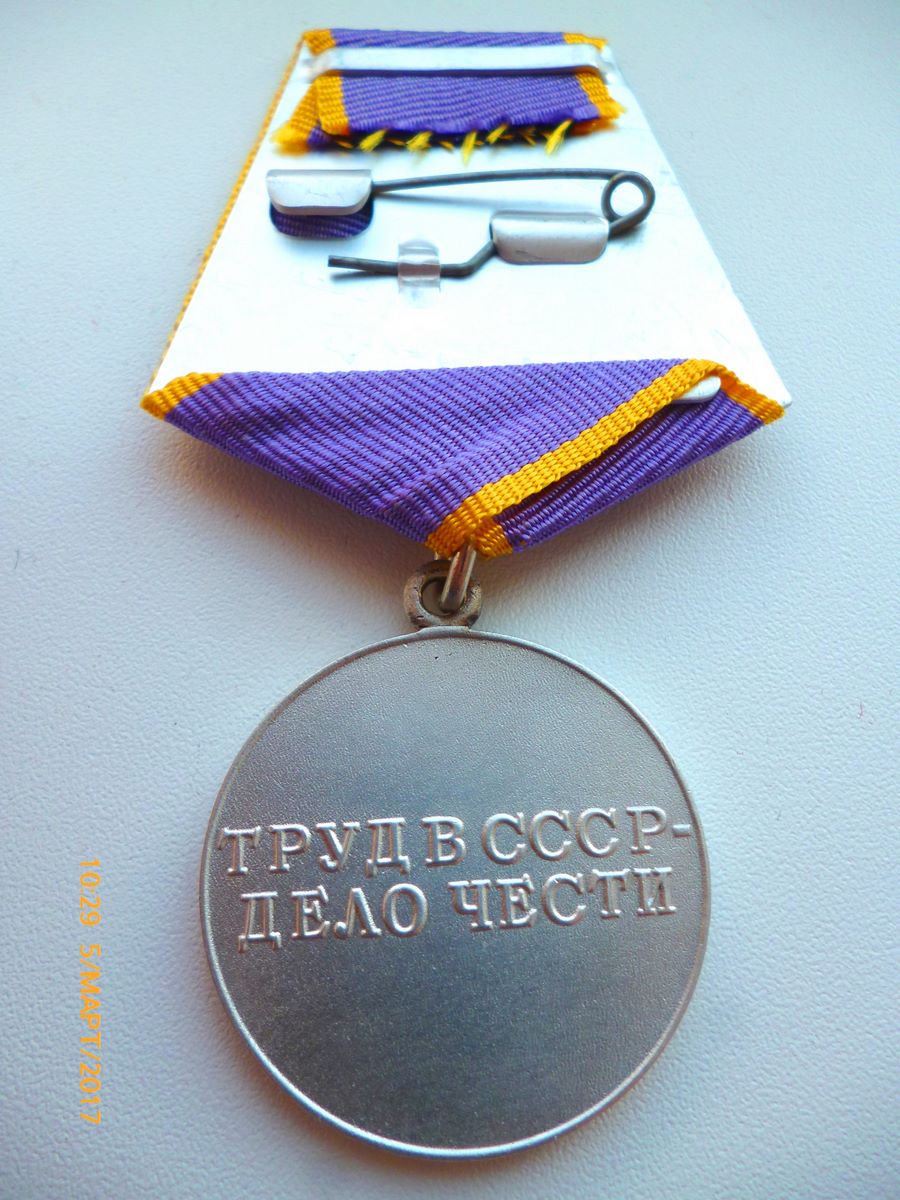 ТРУД В СССР-
ДЕЛО ЧЕСТИ
10:29 5/МАРТ/2017